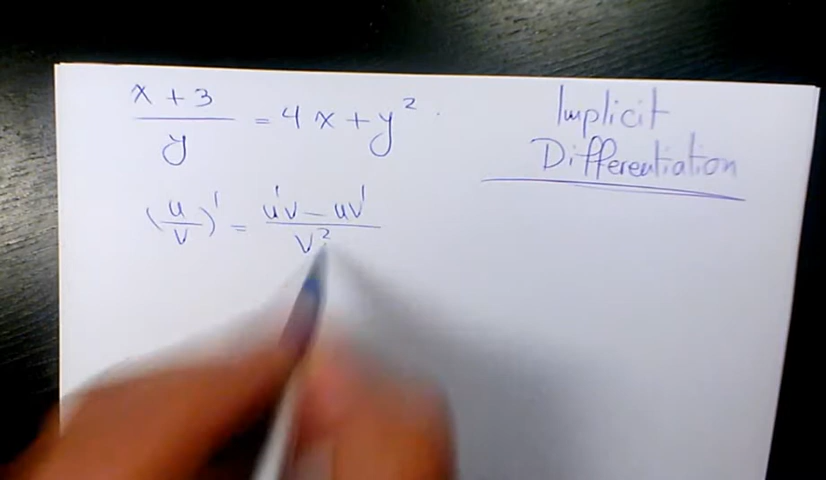 x + 3
—— = 4x + y²
y
Implicit
Differentiation
(u/v)' = (u'v - uv')/v²